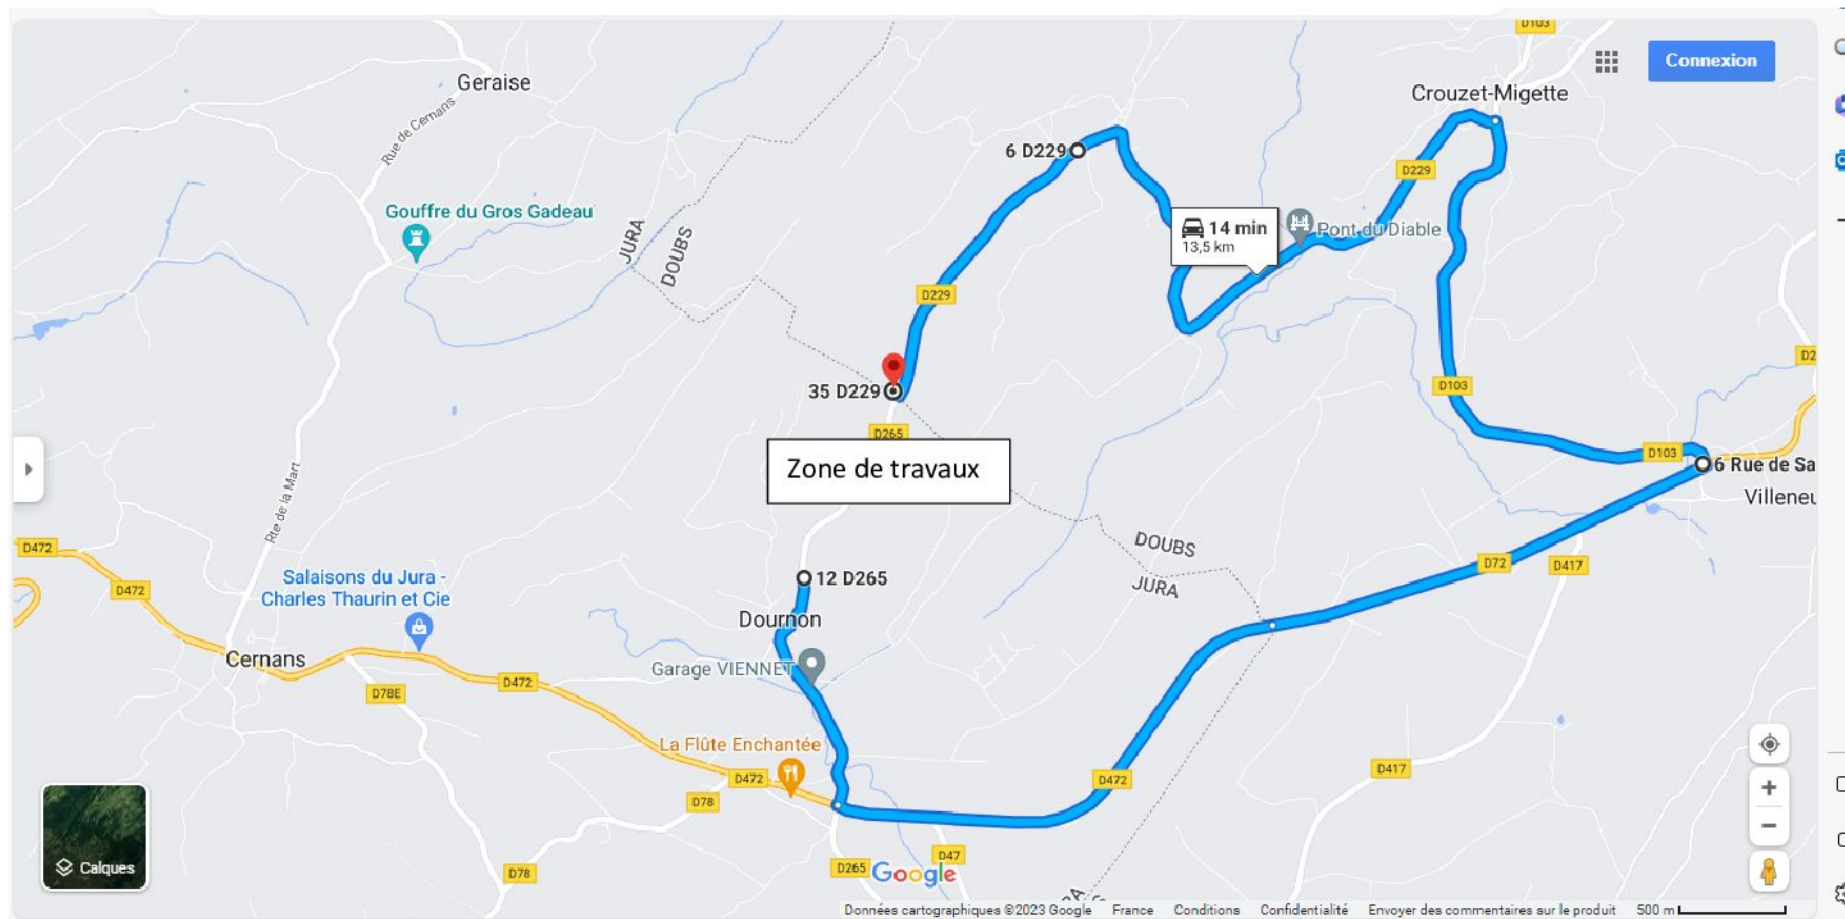 D103
Connexion
Geraise
Crouzet-Migette
Rue de Cernans
6 D229
D229
Gouffre du Gros Gadeau
JURA
DOUBS
14 min
13,5 km
Pont du Diable
D229
D2
35 D229
D103
D265
Zone de travaux
D103
6 Rue de Sa
Villeneu
Rte de la Mart
D472
DOUBS
JURA
D72
D417
Salaisons du Jura -
Charles Thaurin et Cie
12 D265
D472
Dournon
Cernans
Garage VIENNET
D472
D78E
La Flûte Enchantée
D472
D472
D417
D78
Calques
D78
D265
Google
D47
Données cartographiques ©2023 Google France Conditions Confidentialité Envoyer des commentaires sur le produit 500 m